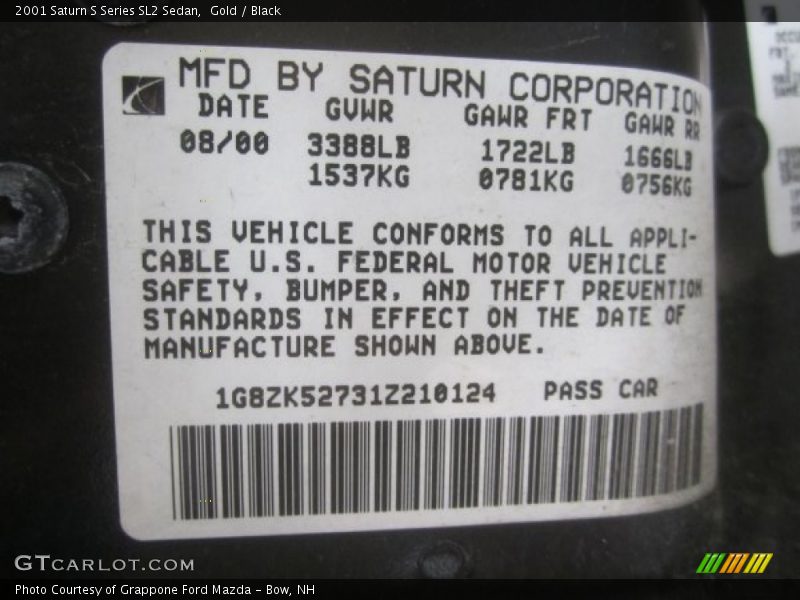 2001 Saturn S Series SL2 Sedan,  Gold / Black
MFD BY SATURN CORPORATION
DATE GVWR GAWR FRT GAWR RR
08/00 3388LB 1722LB 1666LB
1537KG 0781KG 0756KG
THIS VEHICLE CONFORMS TO ALL APPLI-
CABLE U.S. FEDERAL MOTOR VEHICLE
SAFETY, BUMPER, AND THEFT PREVENTION
STANDARDS IN EFFECT ON THE DATE OF
MANUFACTURE SHOWN ABOVE.
1G8ZK52731Z210124 PASS CAR
GTCARLOT.COM
Photo Courtesy of Grappone Ford Mazda - Bow, NH